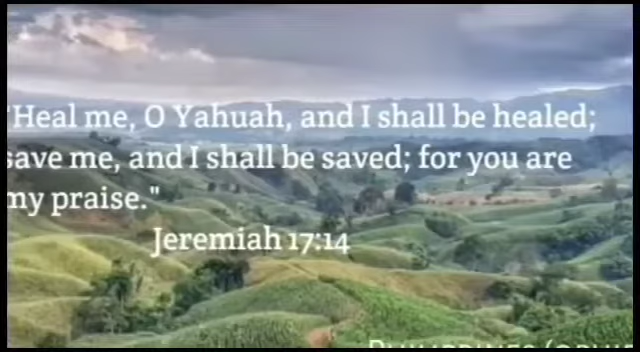 "Heal me, O Yahuah, and I shall be healed;
save me, and I shall be saved; for you are
my praise."
Jeremiah 17:14